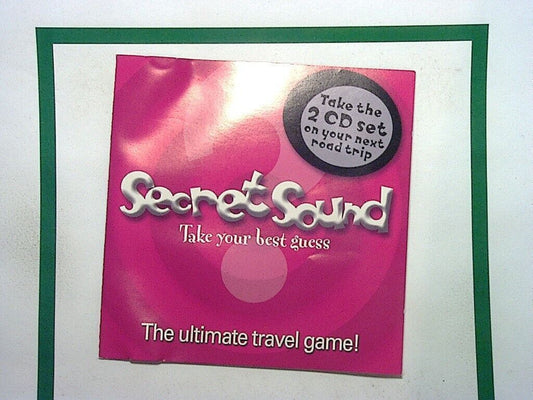 Take the
2 CD set
on your next
road trip
Secret Sound
Take your best guess
The ultimate travel game!